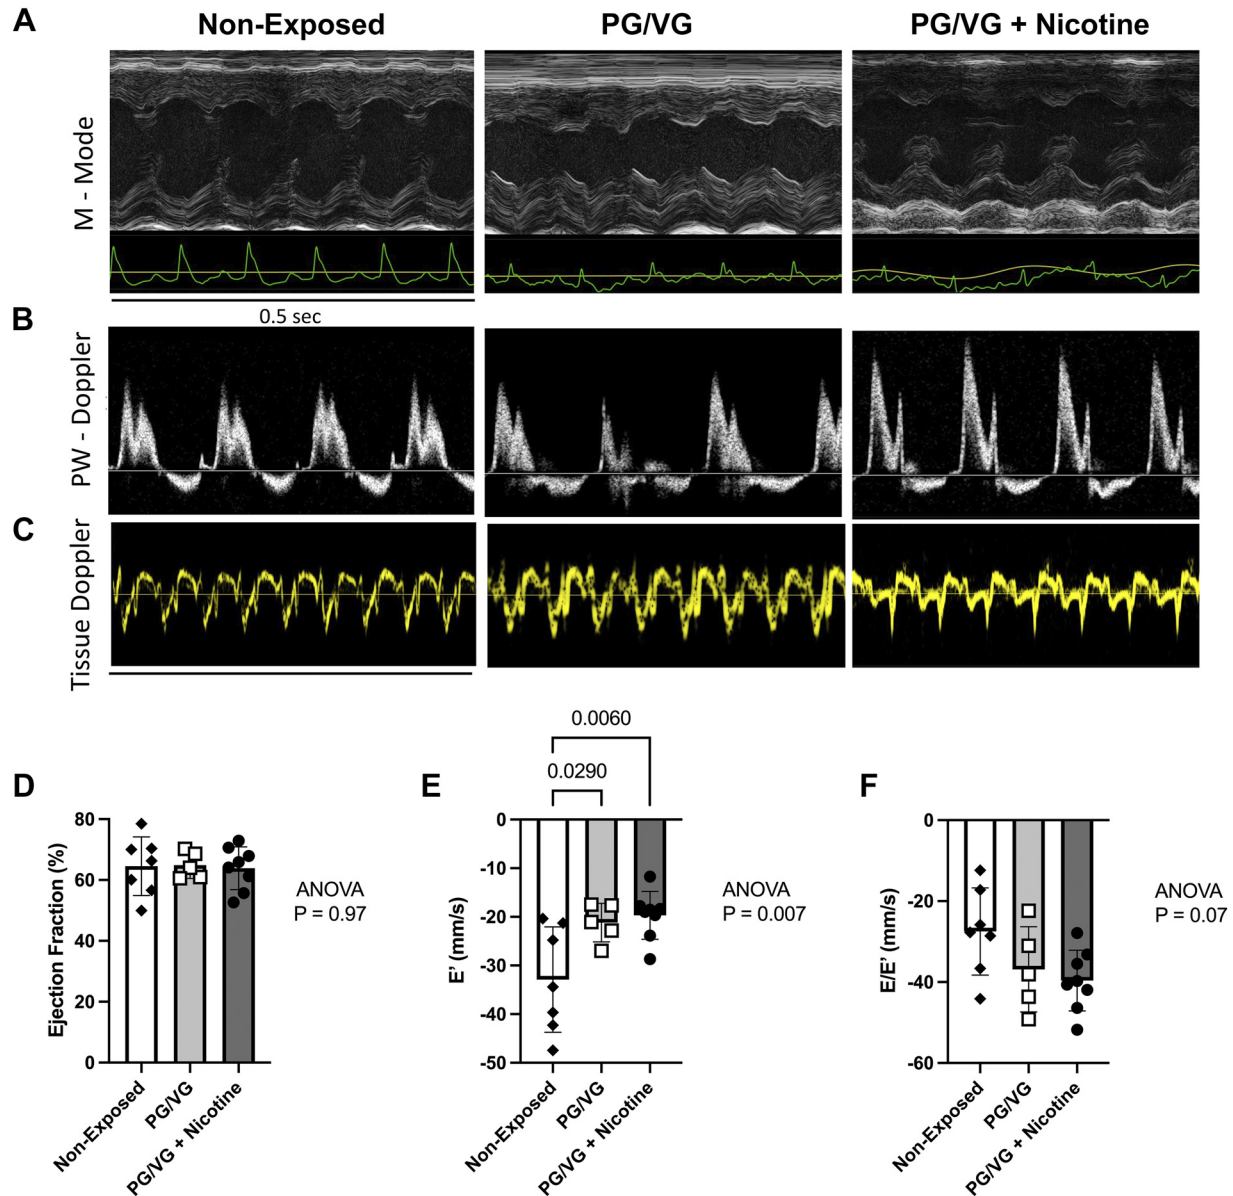 A
Non-Exposed
PG/VG
PG/VG + Nicotine
M - Mode
0.5 sec
B
PW - Doppler
C
Tissue Doppler
D
Ejection Fraction (%)
80
60
40
20
0
Non-Exposed
PG/VG
PG/VG + Nicotine
ANOVA
P = 0.97
E
0.0060
0.0290
E’ (mm/s)
0
-10
-20
-30
-40
-50
Non-Exposed
PG/VG
PG/VG + Nicotine
ANOVA
P = 0.007
F
E/E’ (mm/s)
0
-20
-40
-60
Non-Exposed
PG/VG
PG/VG + Nicotine
ANOVA
P = 0.07